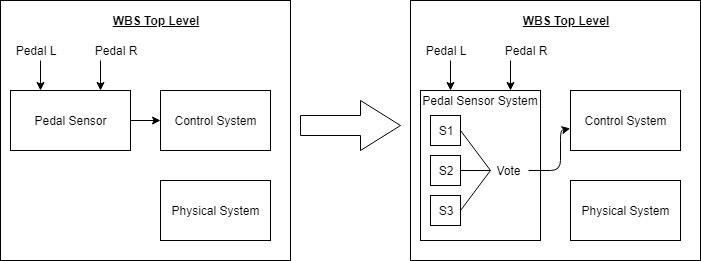 WBS Top Level
Pedal L
Pedal R
Pedal Sensor
Control System
Physical System
WBS Top Level
Pedal L
Pedal R
Pedal Sensor System
S1
S2
S3
Vote
Control System
Physical System